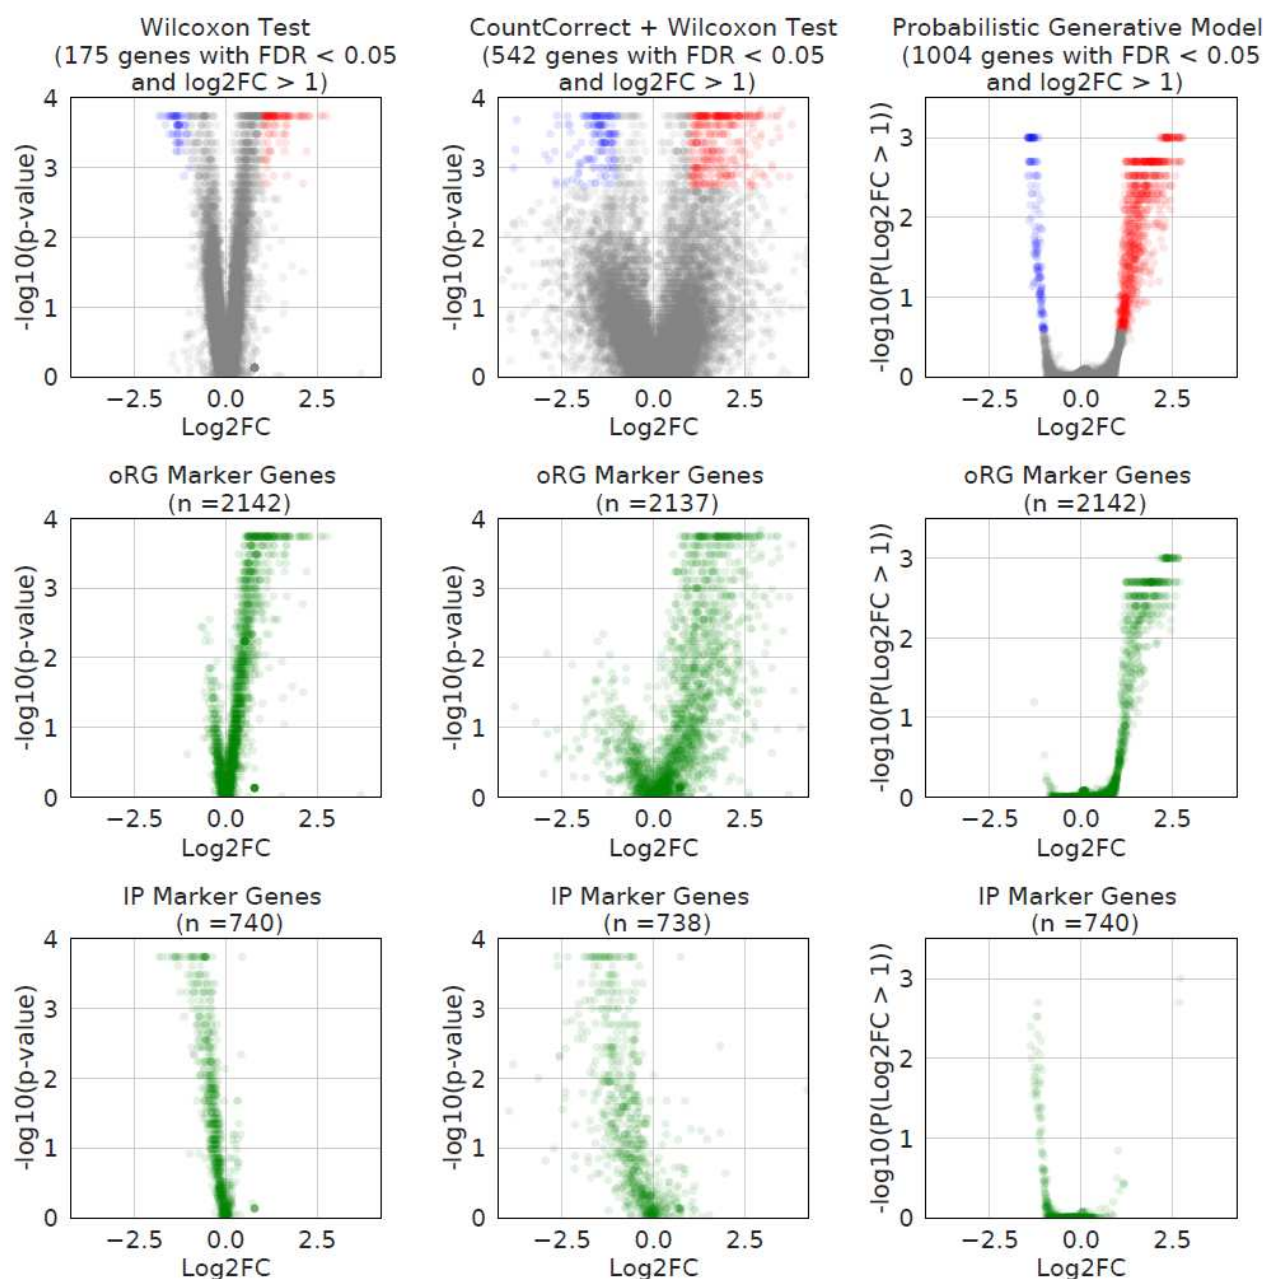 Wilcoxon Test
(175 genes with FDR < 0.05
and log2FC > 1)
4
3
2
1
0
-log10(p-value)
−2.5
0.0
2.5
Log2FC
CountCorrect + Wilcoxon Test
(542 genes with FDR < 0.05
and log2FC > 1)
4
3
2
1
0
-log10(p-value)
−2.5
0.0
2.5
Log2FC
Probabilistic Generative Model
(1004 genes with FDR < 0.05
and log2FC > 1)
3
2
1
0
-log10(P(Log2FC > 1))
−2.5
0.0
2.5
Log2FC
oRG Marker Genes
(n =2142)
4
3
2
1
0
-log10(p-value)
−2.5
0.0
2.5
Log2FC
oRG Marker Genes
(n =2137)
4
3
2
1
0
-log10(p-value)
−2.5
0.0
2.5
Log2FC
oRG Marker Genes
(n =2142)
3
2
1
0
-log10(P(Log2FC > 1))
−2.5
0.0
2.5
Log2FC
IP Marker Genes
(n =740)
4
3
2
1
0
-log10(p-value)
−2.5
0.0
2.5
Log2FC
IP Marker Genes
(n =738)
4
3
2
1
0
-log10(p-value)
−2.5
0.0
2.5
Log2FC
IP Marker Genes
(n =740)
3
2
1
0
-log10(P(Log2FC > 1))
−2.5
0.0
2.5
Log2FC